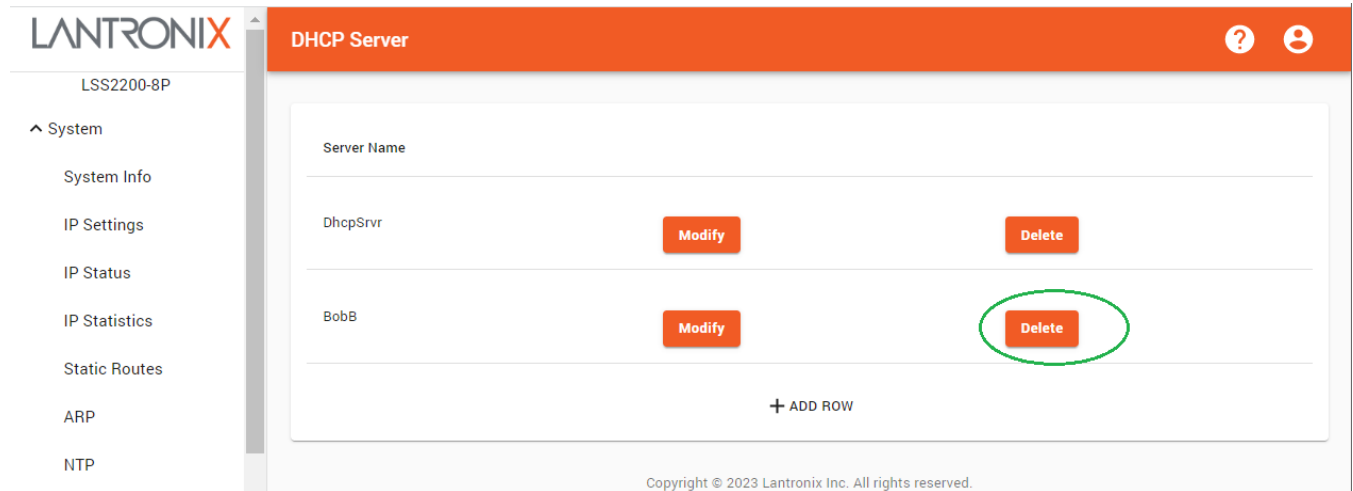 LANTRONIX
DHCP Server
LSS2200-8P
System
System Info
IP Settings
IP Status
IP Statistics
Static Routes
ARP
NTP
Server Name
DhcpSrvr Modify Delete
BobB Modify Delete
+ ADD ROW
Copyright © 2023 Lantronix Inc. All rights reserved.